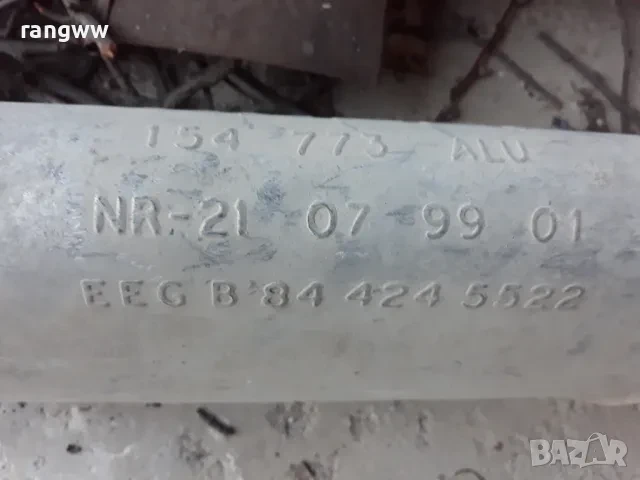 rangww
154 773 ALU
NR-21 07 99 01
EEG B'84 424 5522
BAZAR